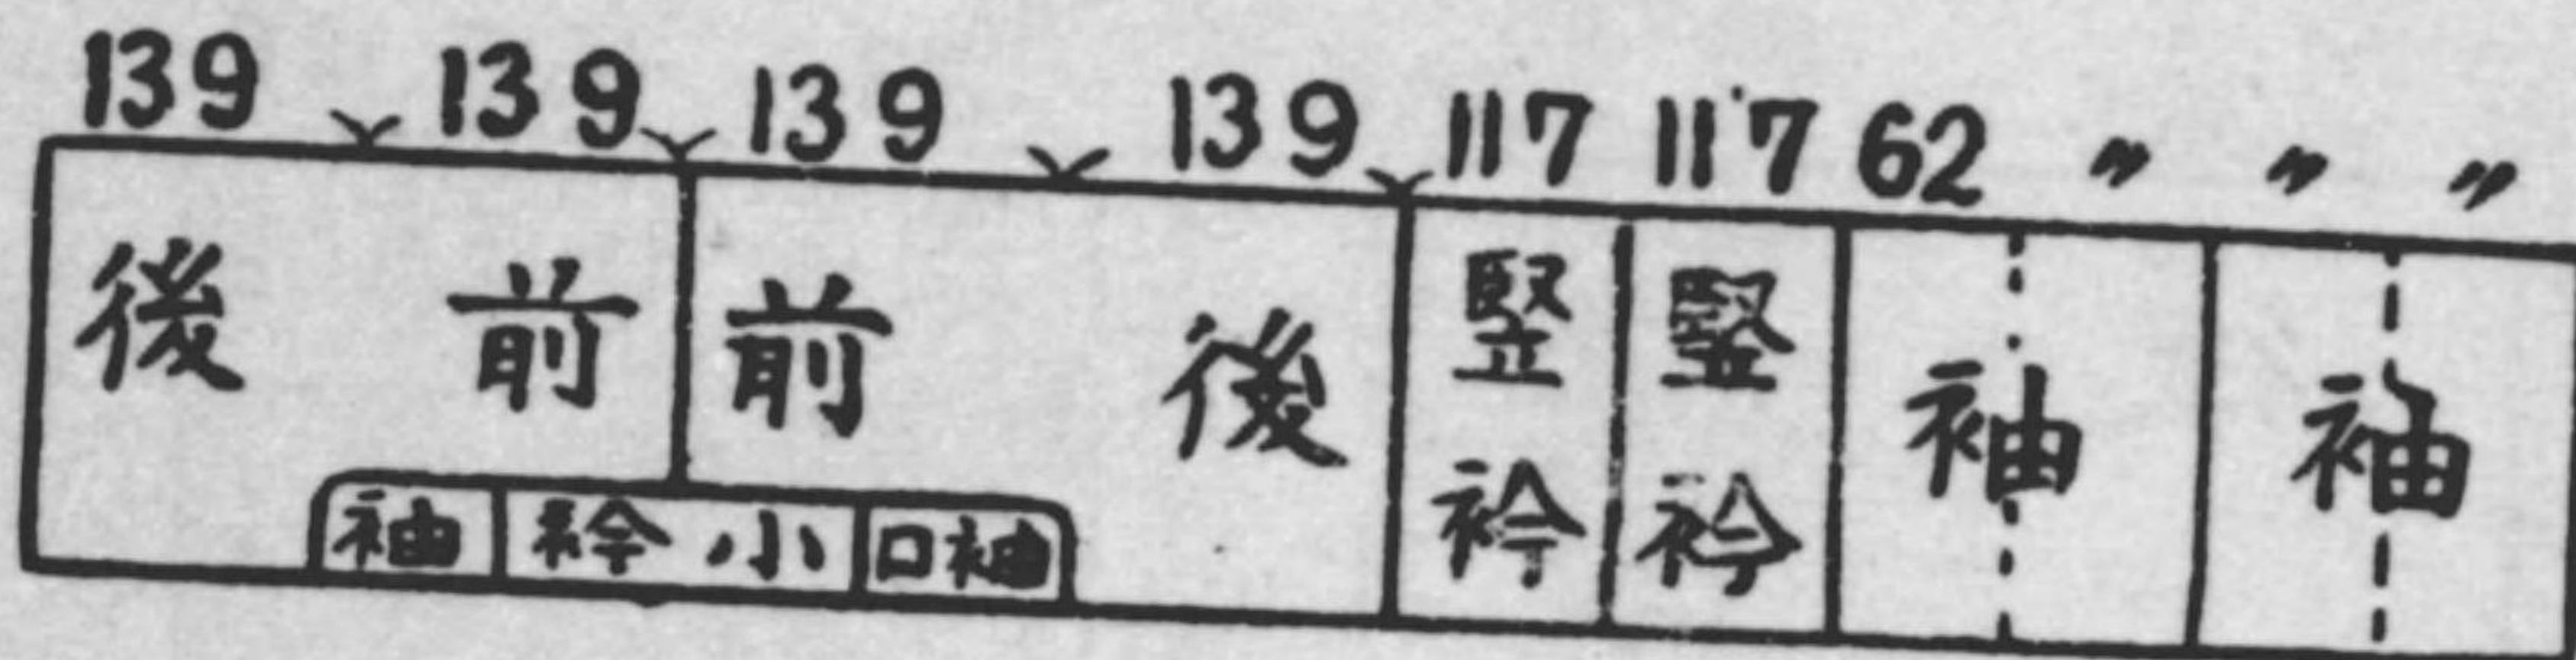 139 139 139 139 117 117 62 〃 〃 〃
後 前 前 後 竪衿 竪衿 袖 袖
袖 衿小 口袖